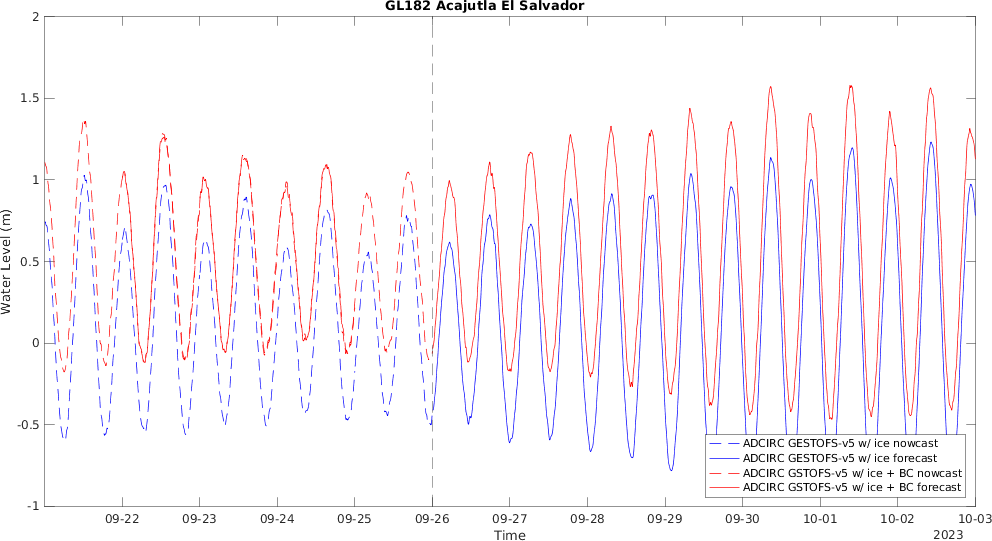 GL182 Acajutla El Salvador
2
1.5
1
0.5
0
-0.5
-1
Water Level (m)
ADCIRC GESTOFS-v5 w/ ice nowcast
ADCIRC GESTOFS-v5 w/ ice forecast
ADCIRC GSTOFS-v5 w/ ice + BC nowcast
ADCIRC GSTOFS-v5 w/ ice + BC forecast
09-22 09-23 09-24 09-25 09-26 09-27 09-28 09-29 09-30 10-01 10-02 10-03
Time
2023